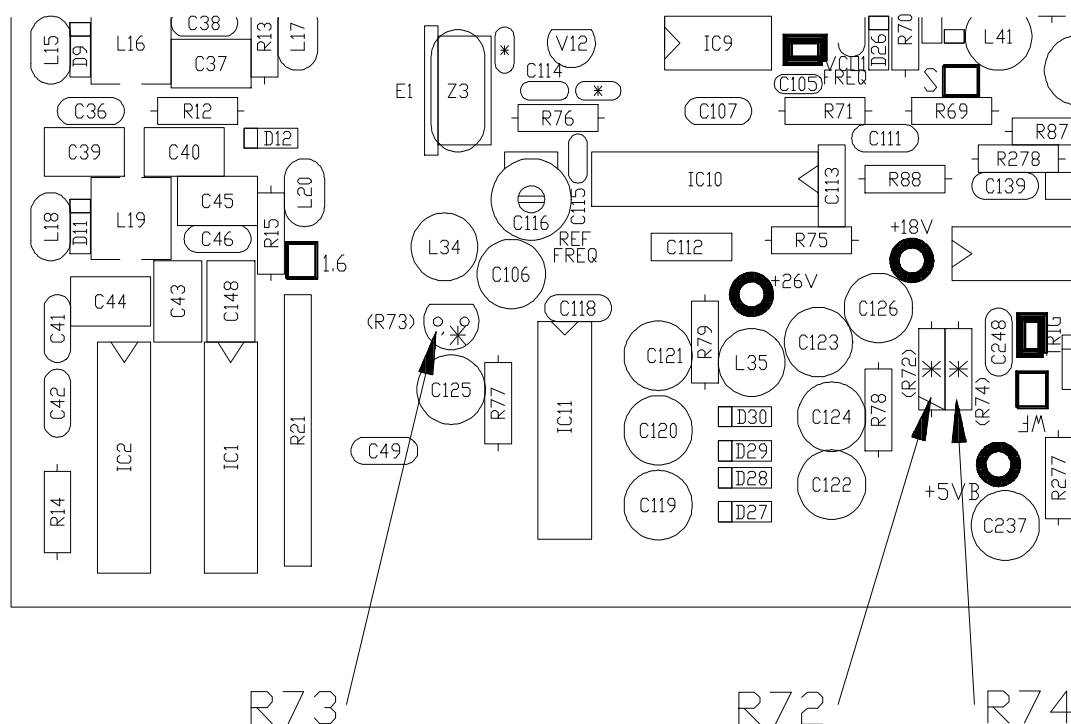 L15
D9
L16
C38
C37
R13
L17
E1
Z3
*
V12
C114
*
R76
IC9
VCO1
FREQ
D26
R70
L41
C105
S
C36
R12
C107
R71
R69
C111
R87
C39
C40
D12
R278
C139
IC10
C113
R88
C115
L18
D11
L19
C45
C46
R15
L20
1.6
L34
C116
REF
FREQ
C106
C112
R75
+18V
+26V
C126
C44
C43
C148
C41
(R73)
*
C118
C121
R79
L35
C123
(R72)
*
*
(R74)
C248
TRIG
WF
C125
R77
C42
IC2
IC1
R21
C49
IC11
C120
D30
D29
D28
D27
C124
R78
C122
C119
+5VB
R277
C237
R14
R73
R72
R74